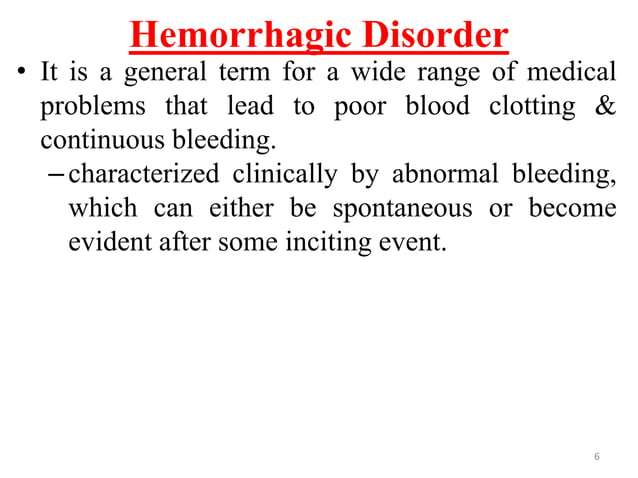 Hemorrhagic Disorder
• It is a general term for a wide range of medical
problems that lead to poor blood clotting &
continuous bleeding.
–characterized clinically by abnormal bleeding,
which can either be spontaneous or become
evident after some inciting event.
6